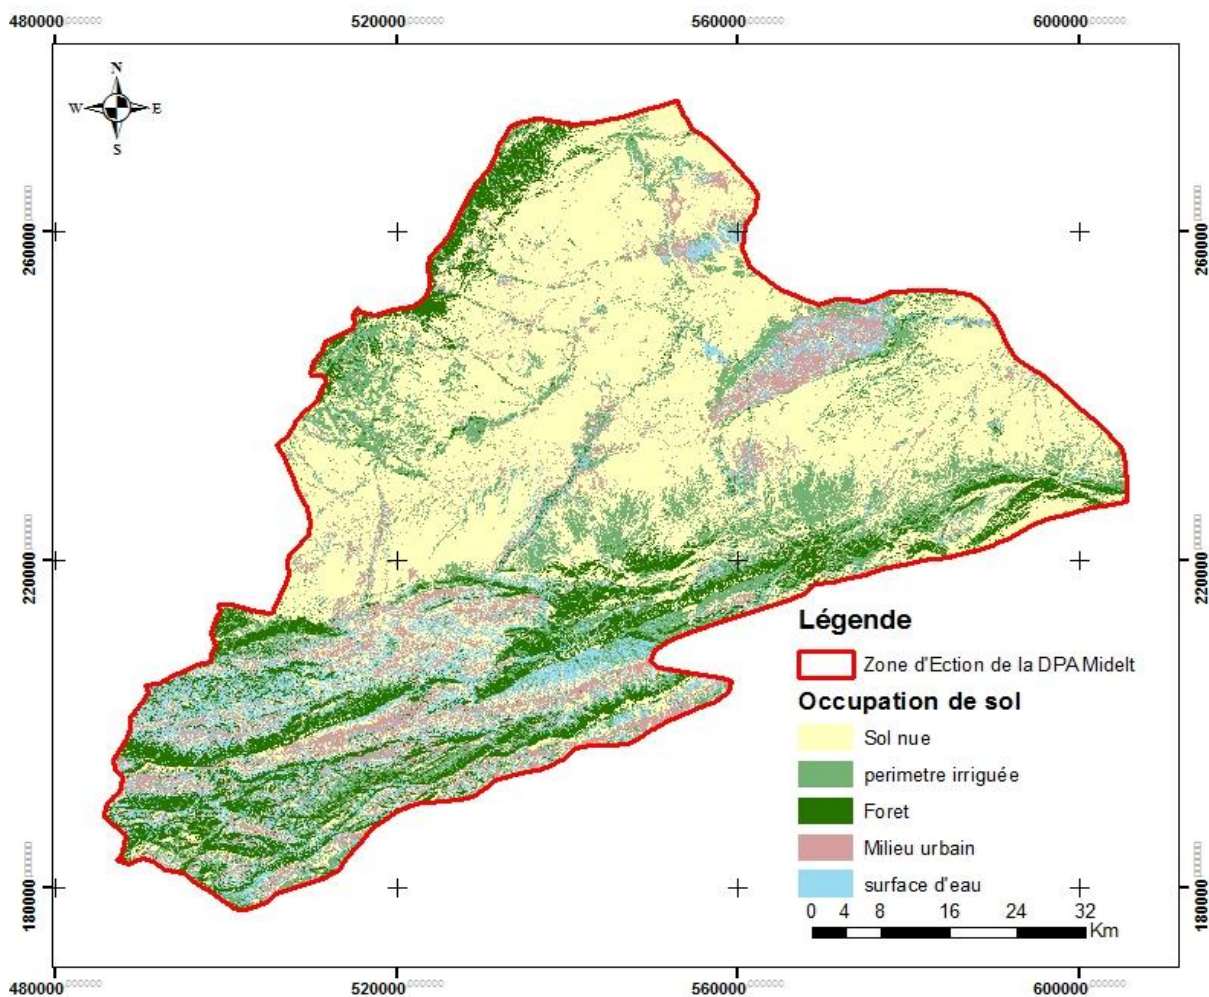 480000 520000 560000 600000
N
W E
S
260000 260000
220000 220000
Légende
Zone d'Ection de la DPA Midelt
Occupation de sol
Sol nue
perimetre irriguée
Foret
Milieu urbain
surface d'eau
180000 180000
0 4 8 16 24 32
Km
480000 520000 560000 600000